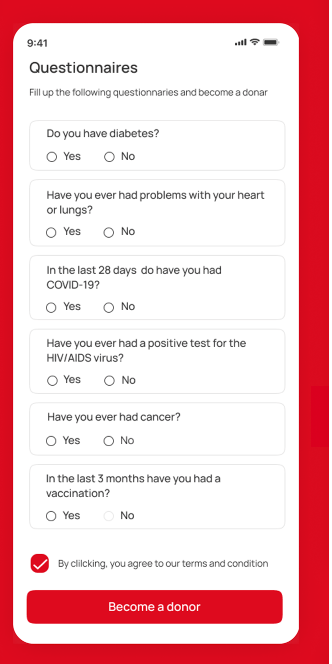 9:41
Questionnaires
Fill up the following questionnaries and become a donar
Do you have diabetes?
Yes No
Have you ever had problems with your heart
or lungs?
Yes No
In the last 28 days do have you had
COVID-19?
Yes No
Have you ever had a positive test for the
HIV/AIDS virus?
Yes No
Have you ever had cancer?
Yes No
In the last 3 months have you had a
vaccination?
Yes No
By clilcking, you agree to our terms and condition
Become a donor